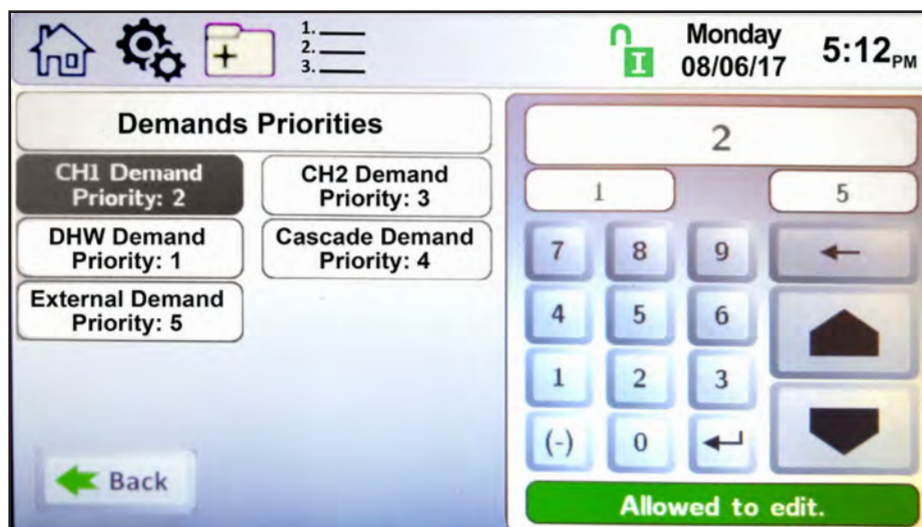 1.
2.
3.
I
Monday
08/06/17
5:12PM
Demands Priorities
CH1 Demand
Priority: 2
CH2 Demand
Priority: 3
DHW Demand
Priority: 1
Cascade Demand
Priority: 4
External Demand
Priority: 5
Back
2
1
5
7
8
9
4
5
6
1
2
3
(-)
0
Allowed to edit.